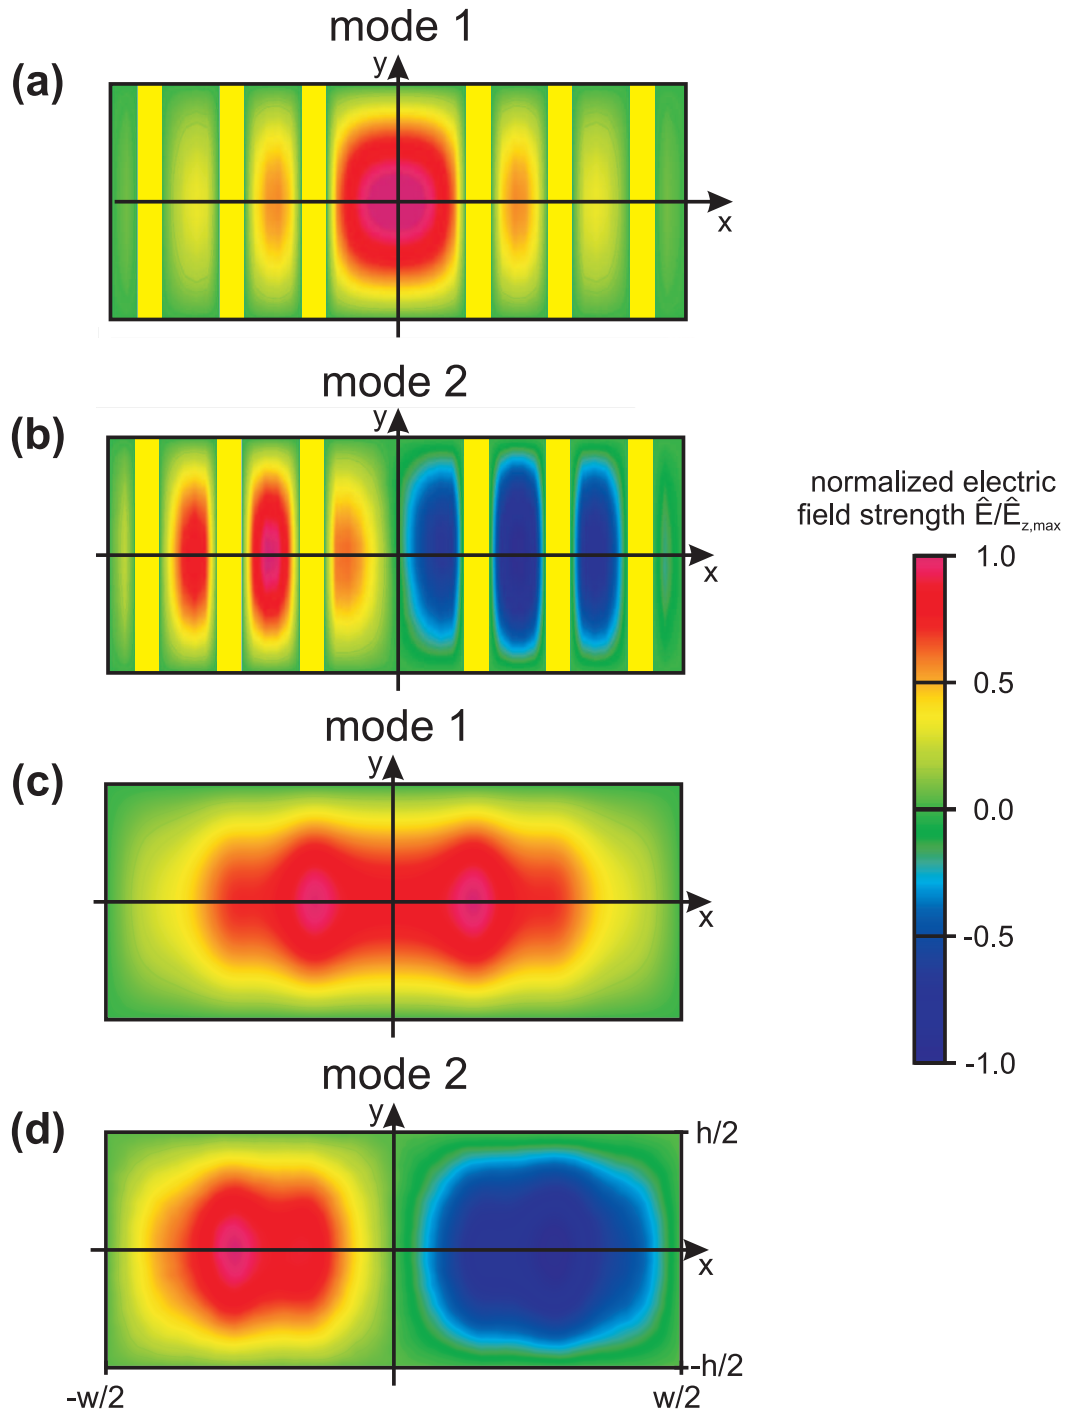 mode 1
(a)
y
x
mode 2
(b)
y
x
normalized electric
field strength Ê/Ê_z,max
1.0
0.5
0.0
-0.5
-1.0
mode 1
(c)
y
x
mode 2
(d)
y
h/2
x
-h/2
-w/2
w/2